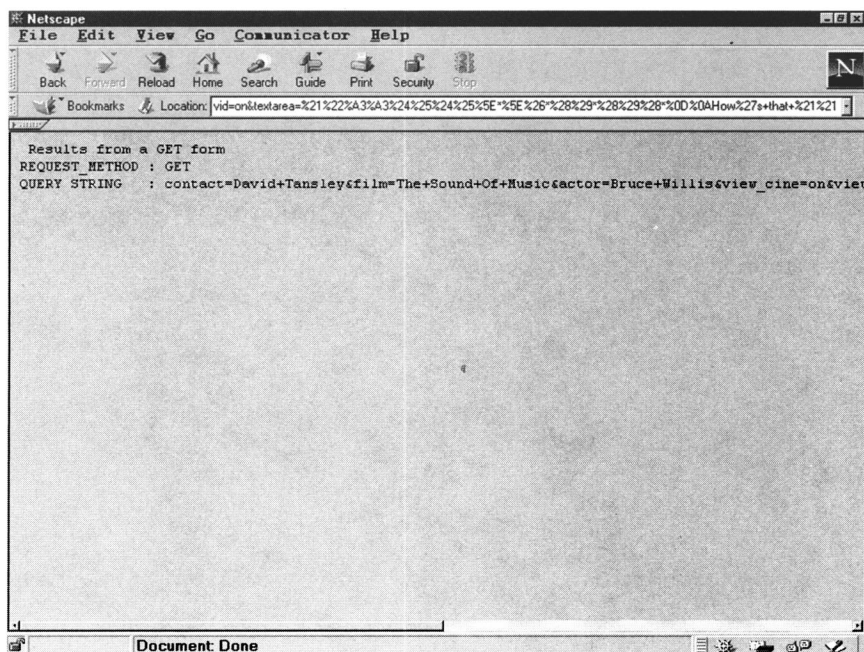 Netscape
File Edit View Go Communicator Help
Back Forward Reload Home Search Guide Print Security Stop
N
Bookmarks Location: vid=on&textarea=%21%22%A3%A3%24%25%24%25%5E*%5E%26*%28%29*%28%29%28*%0D%0AHow%27s+that+%21%21
Results from a GET form
REQUEST_METHOD : GET
QUERY STRING : contact=David+Tansley&film=The+Sound+Of+Music&actor=Bruce+Willis&view_cine=on&view
Document: Done